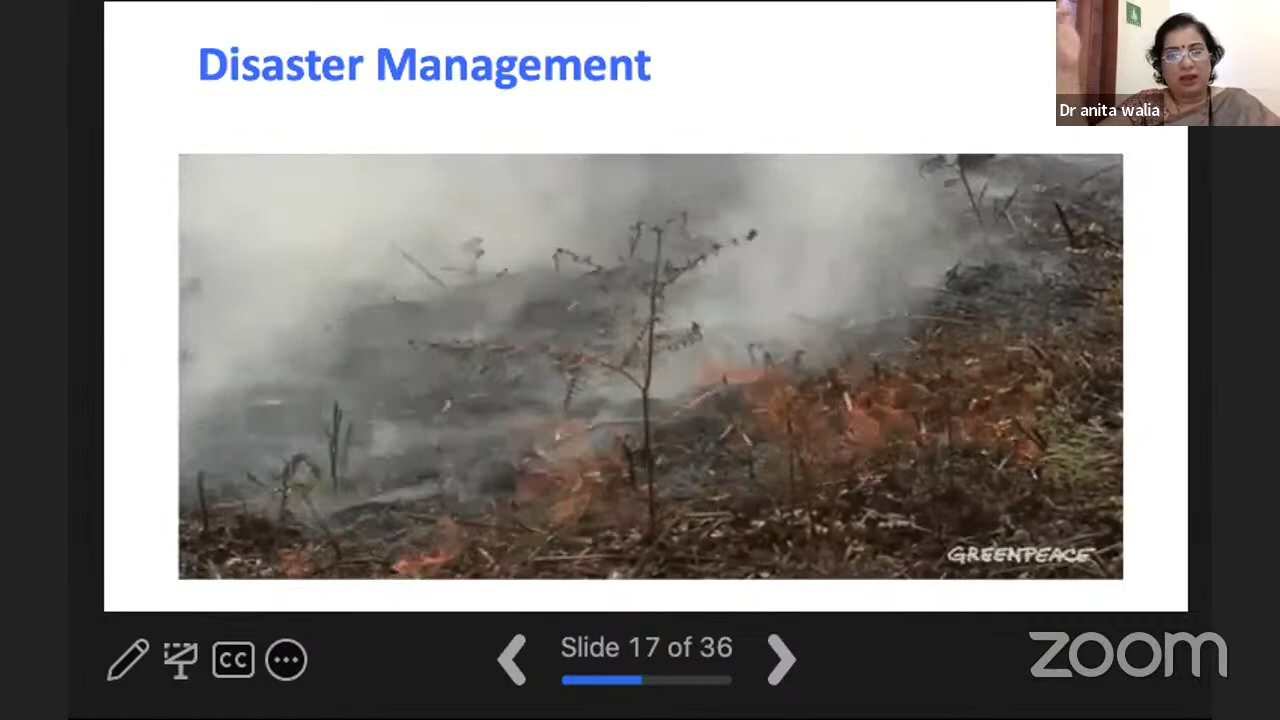 Disaster Management
Dr anita walia
GREENPEACE
CC
Slide 17 of 36
zoom